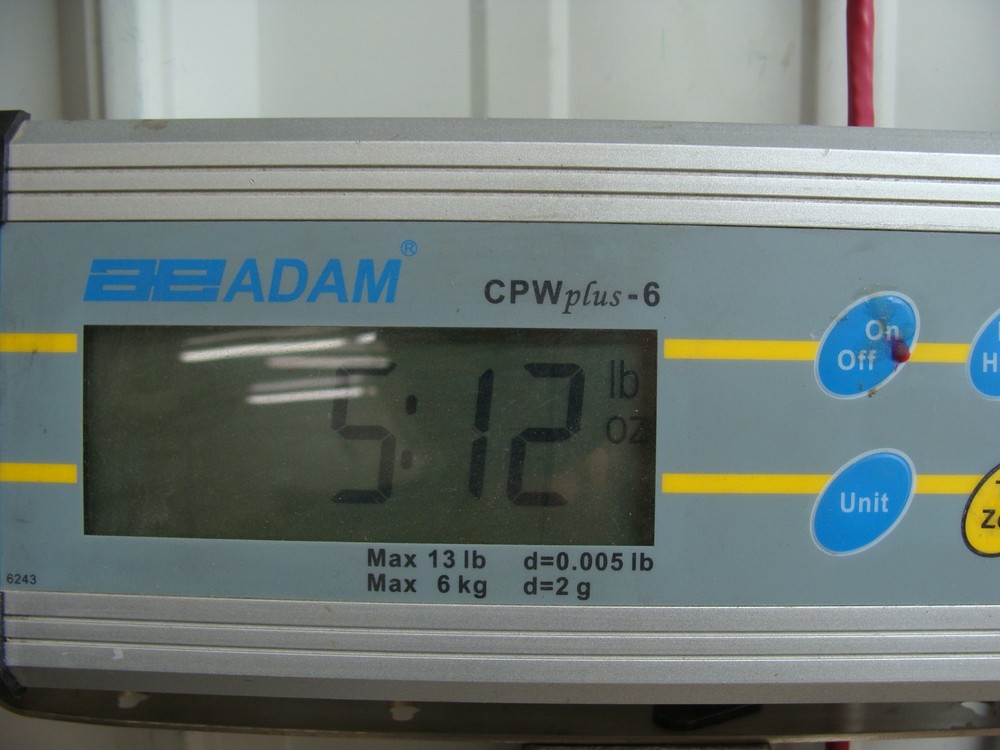 ae ADAM®
CPWplus-6
5:12 lb oz
On
Off
H
Unit
Z
Max 13 lb d=0.005 lb
Max 6 kg d=2 g
6243